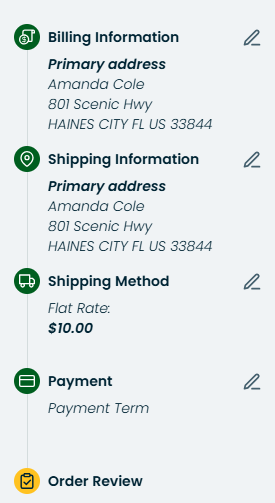 Billing Information
Primary address
Amanda Cole
801 Scenic Hwy
HAINES CITY FL US 33844
Shipping Information
Primary address
Amanda Cole
801 Scenic Hwy
HAINES CITY FL US 33844
Shipping Method
Flat Rate:
$10.00
Payment
Payment Term
Order Review